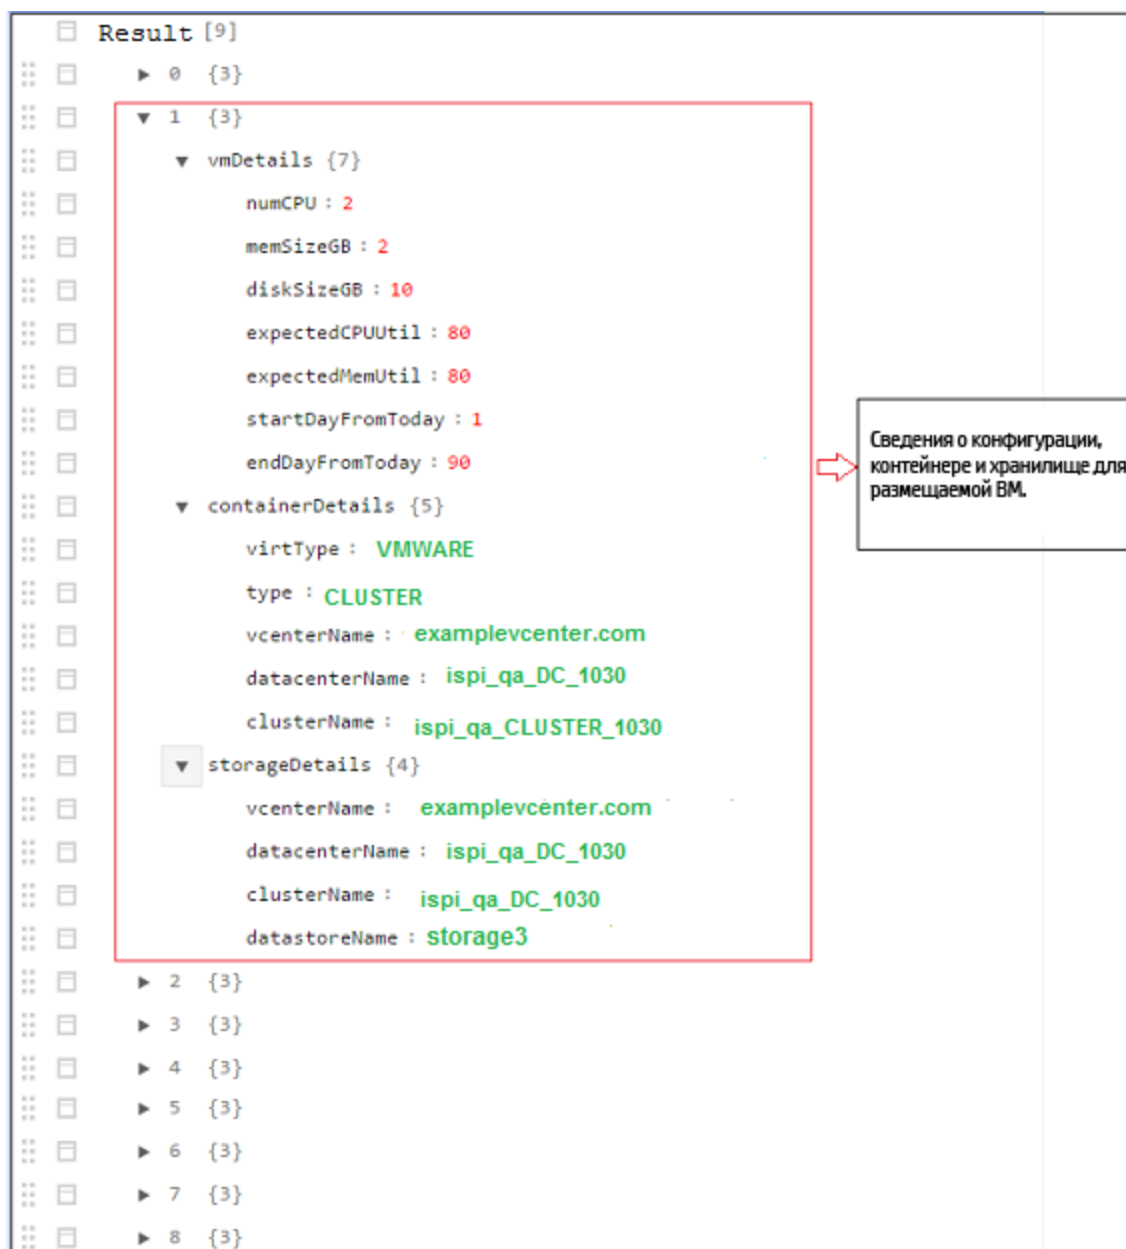 Result [9]
▶ 0 {3}
▼ 1 {3}
▼ vmDetails {7}
numCPU : 2
memSizeGB : 2
diskSizeGB : 10
expectedCPUUtil : 80
expectedMemUtil : 80
startDayFromToday : 1
endDayFromToday : 90
▼ containerDetails {5}
virtType : VMWARE
type : CLUSTER
vcenterName : examplevcenter.com
datacenterName : ispi_qa_DC_1030
clusterName : ispi_qa_CLUSTER_1030
▼ storageDetails {4}
vcenterName : examplevcenter.com
datacenterName : ispi_qa_DC_1030
clusterName : ispi_qa_DC_1030
datastoreName : storage3
▶ 2 {3}
▶ 3 {3}
▶ 4 {3}
▶ 5 {3}
▶ 6 {3}
▶ 7 {3}
▶ 8 {3}
Сведения о конфигурации,
контейнере и хранилище для
размещаемой ВМ.